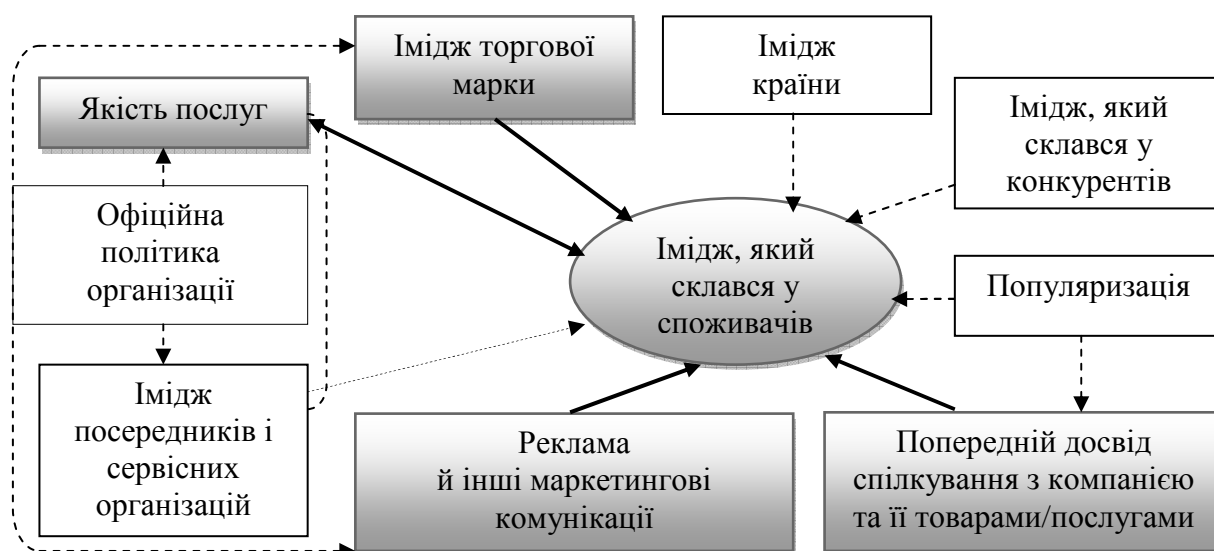 Імідж торгової
марки
Імідж
країни
Якість послуг
Імідж, який
склався у
конкурентів
Офіційна
політика
організації
Імідж, який
склався у
споживачів
Популяризація
Імідж
посередників і
сервісних
організацій
Реклама
й інші маркетингові
комунікації
Попередній досвід
спілкування з компанією
та її товарами/послугами